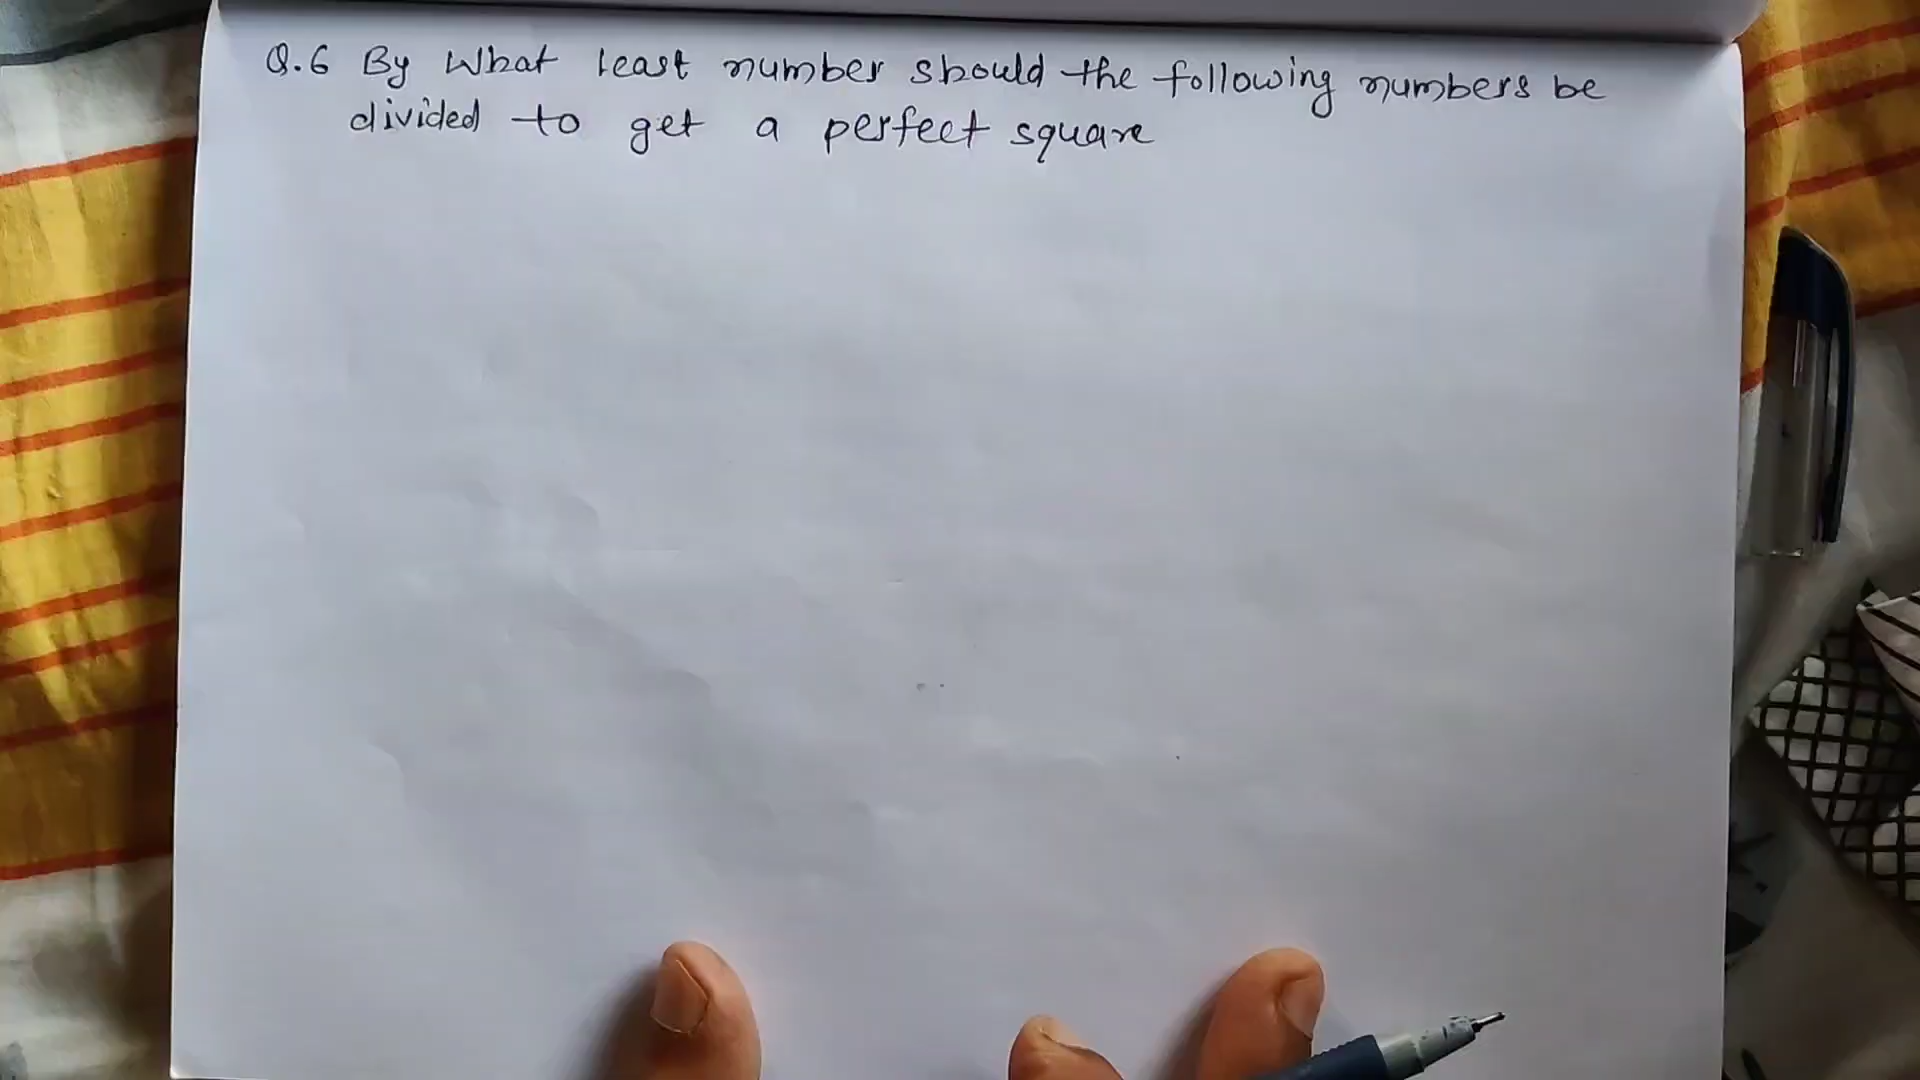 Q.6 By What least number should the following numbers be
divided to get a perfect square